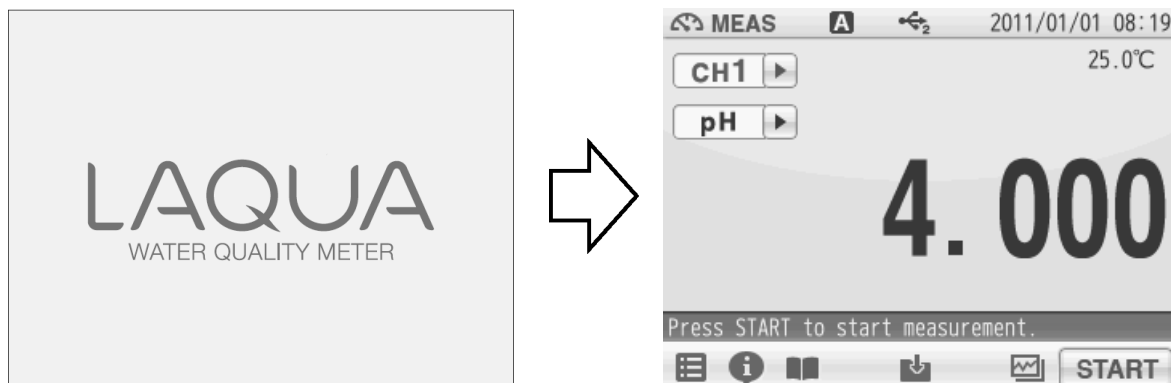 LAQUA
WATER QUALITY METER
MEAS A 2 2011/01/01 08:19
25.0℃
CH1
pH
4.000
Press START to start measurement.
START